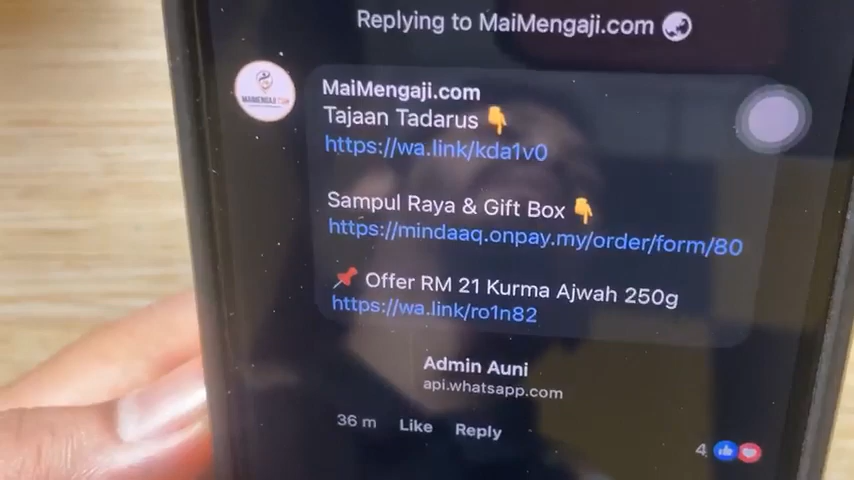 Replying to MaiMengaji.com
MaiMengaji.com
Tajaan Tadarus 👇
https://wa.link/kda1v0
Sampul Raya & Gift Box 👇
https://mindaaq.onpay.my/order/form/80
📌 Offer RM 21 Kurma Ajwah 250g
https://wa.link/ro1n82
Admin Auni
api.whatsapp.com
36 m Like Reply
4